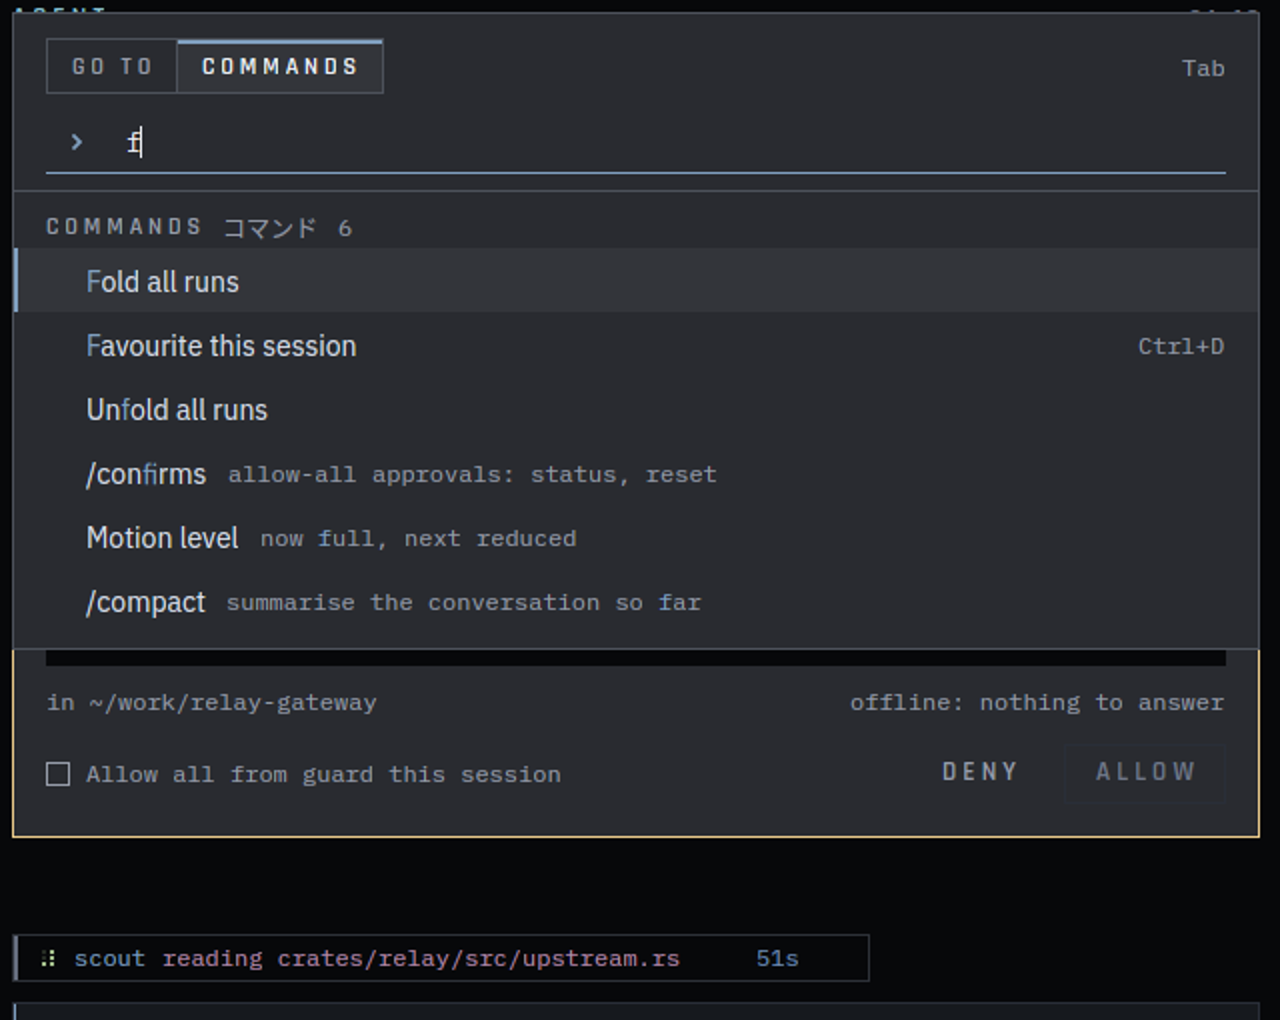 GO TO COMMANDS Tab
f
COMMANDS コマンド 6
Fold all runs
Favourite this session Ctrl+D
Unfold all runs
/confirms allow-all approvals: status, reset
Motion level now full, next reduced
/compact summarise the conversation so far
in ~/work/relay-gateway offline: nothing to answer
Allow all from guard this session DENY ALLOW
scout reading crates/relay/src/upstream.rs 51s